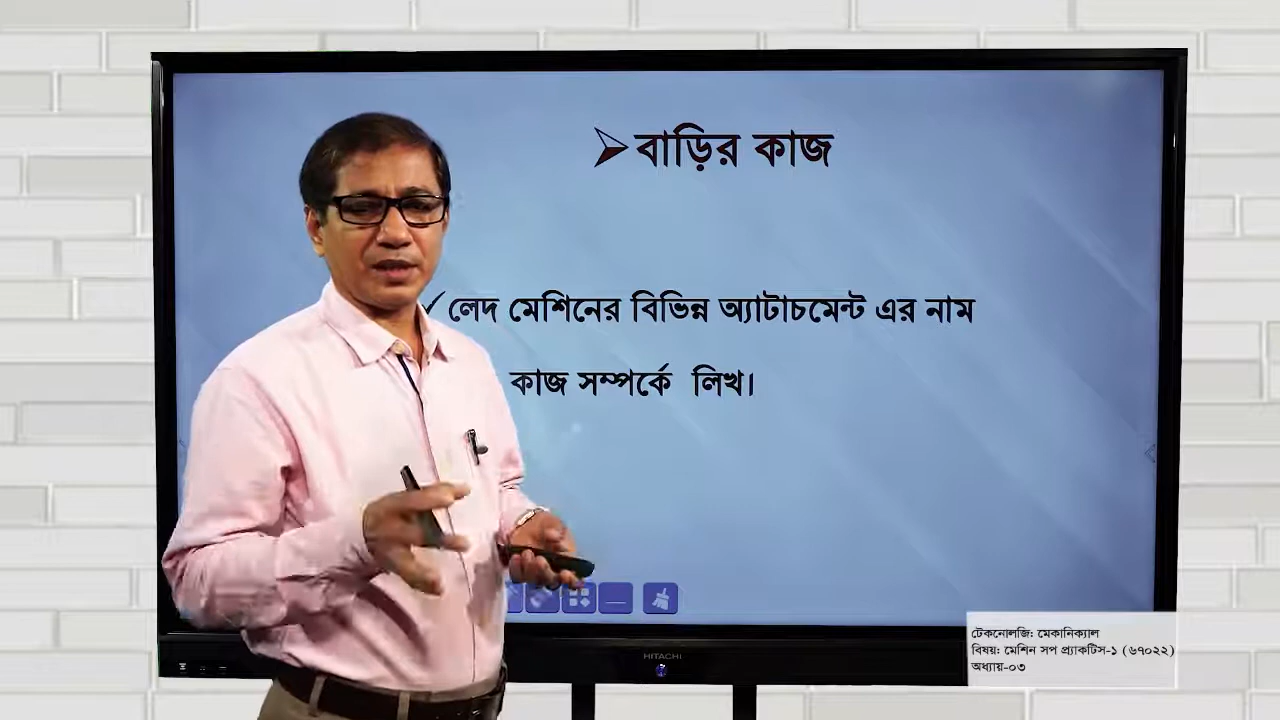 বাড়ির কাজ
লেদ মেশিনের বিভিন্ন অ্যাটাচমেন্ট এর নাম
কাজ সম্পর্কে লিখ।
HITACHI
টেকনোলজি: মেকানিক্যাল
বিষয়: মেশিন সপ প্র্যাকটিস-১ (৬৭০২২)
অধ্যায়-০৩